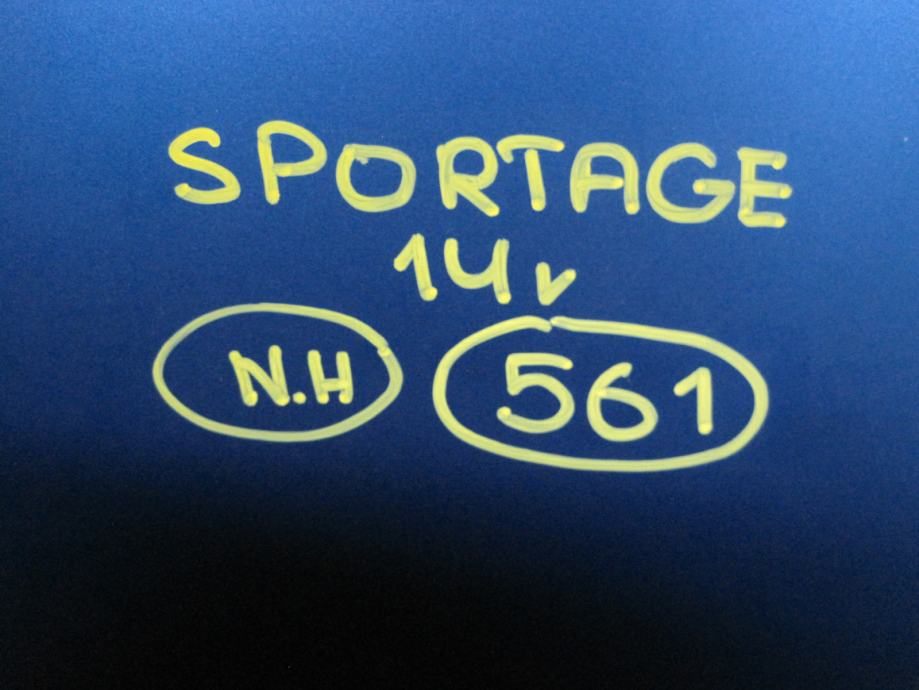 SPORTAGE
14v
N.H 561